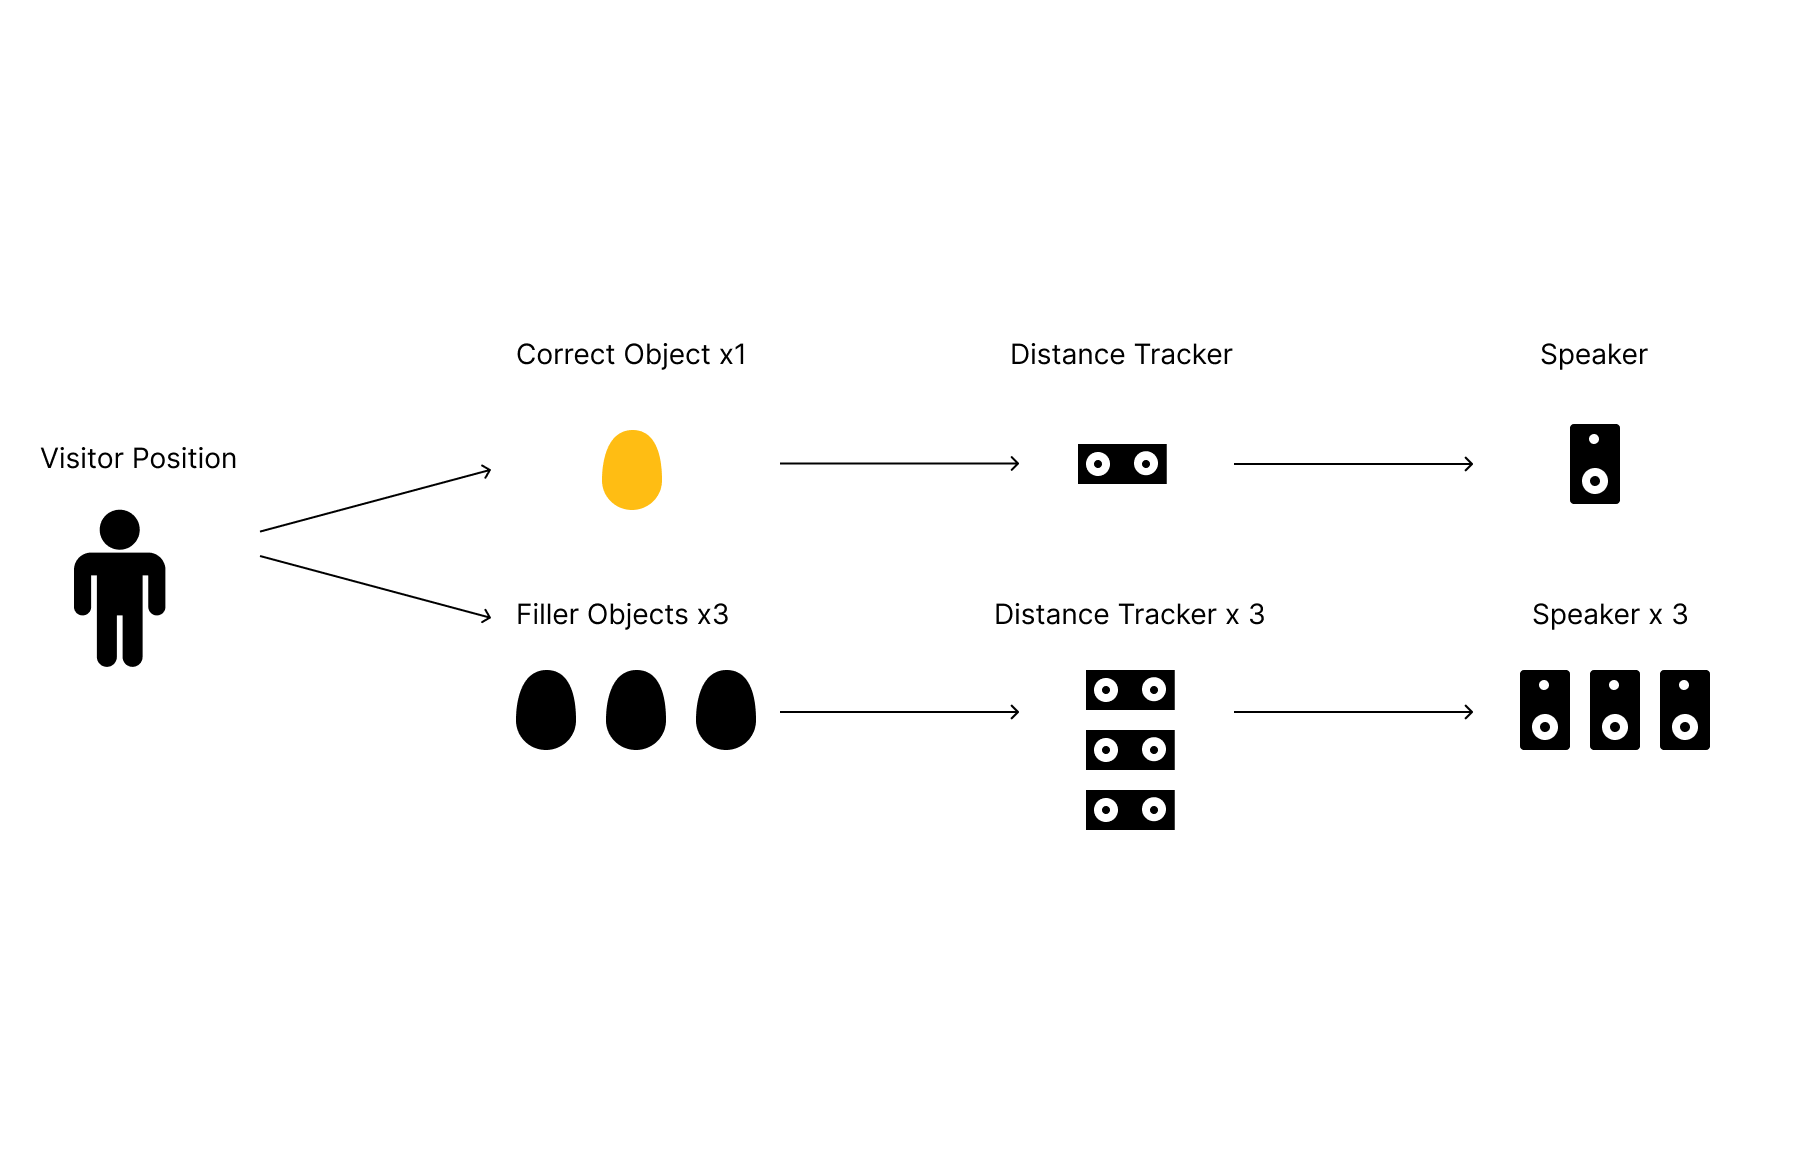 Visitor Position
Correct Object x1
Distance Tracker
Speaker
Filler Objects x3
Distance Tracker x 3
Speaker x 3